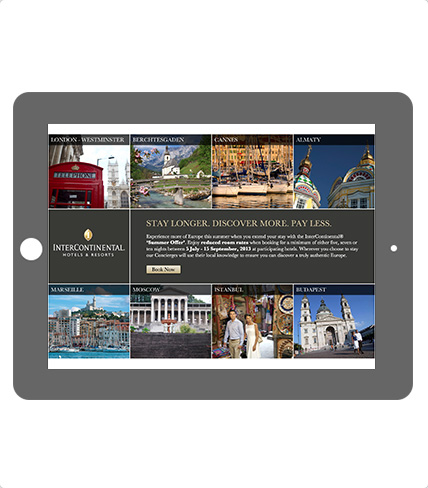 LONDON - WESTMINSTER
BERCHTESGADEN
CANNES
ALMATY
TELEPHONE
INTERCONTINENTAL
HOTELS & RESORTS
STAY LONGER. DISCOVER MORE. PAY LESS.
Experience more of Europe this summer when you extend your stay with the InterContinental®
"Summer Offer". Enjoy reduced room rates when booking for a minimum of either five, seven or
ten nights between 5 July - 15 September, 2013 at participating hotels. Wherever you choose to stay
our Concierges will use their local knowledge to ensure you can discover a truly authentic Europe.
Book Now
MARSEILLE
MOSCOW
ISTANBUL
BUDAPEST